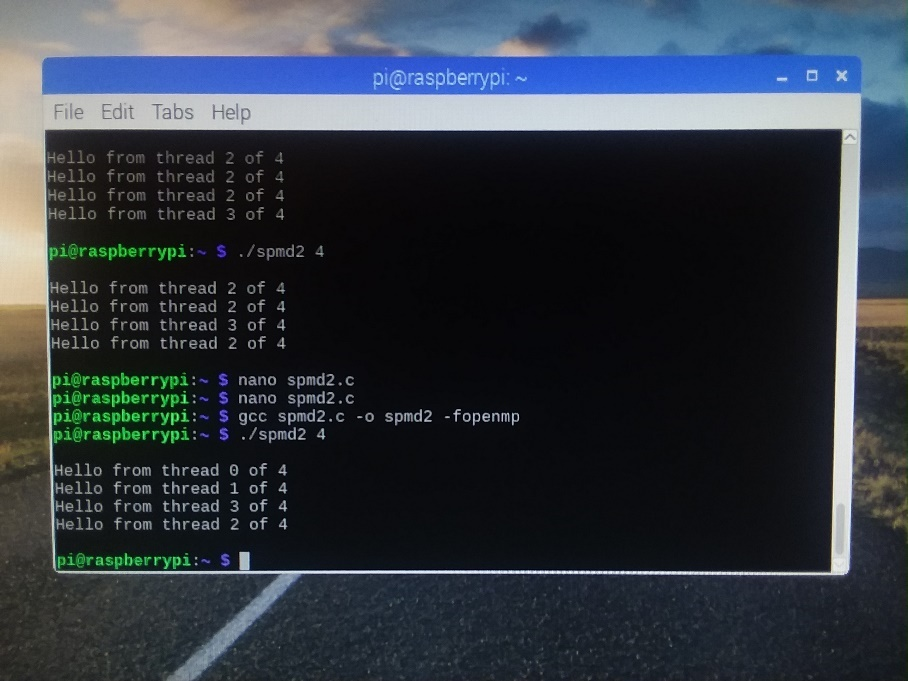 pi@raspberrypi: ~
File Edit Tabs Help
Hello from thread 2 of 4
Hello from thread 2 of 4
Hello from thread 2 of 4
Hello from thread 3 of 4
pi@raspberrypi:~ $ ./spmd2 4
Hello from thread 2 of 4
Hello from thread 2 of 4
Hello from thread 3 of 4
Hello from thread 2 of 4
pi@raspberrypi:~ $ nano spmd2.c
pi@raspberrypi:~ $ nano spmd2.c
pi@raspberrypi:~ $ gcc spmd2.c -o spmd2 -fopenmp
pi@raspberrypi:~ $ ./spmd2 4
Hello from thread 0 of 4
Hello from thread 1 of 4
Hello from thread 3 of 4
Hello from thread 2 of 4
pi@raspberrypi:~ $